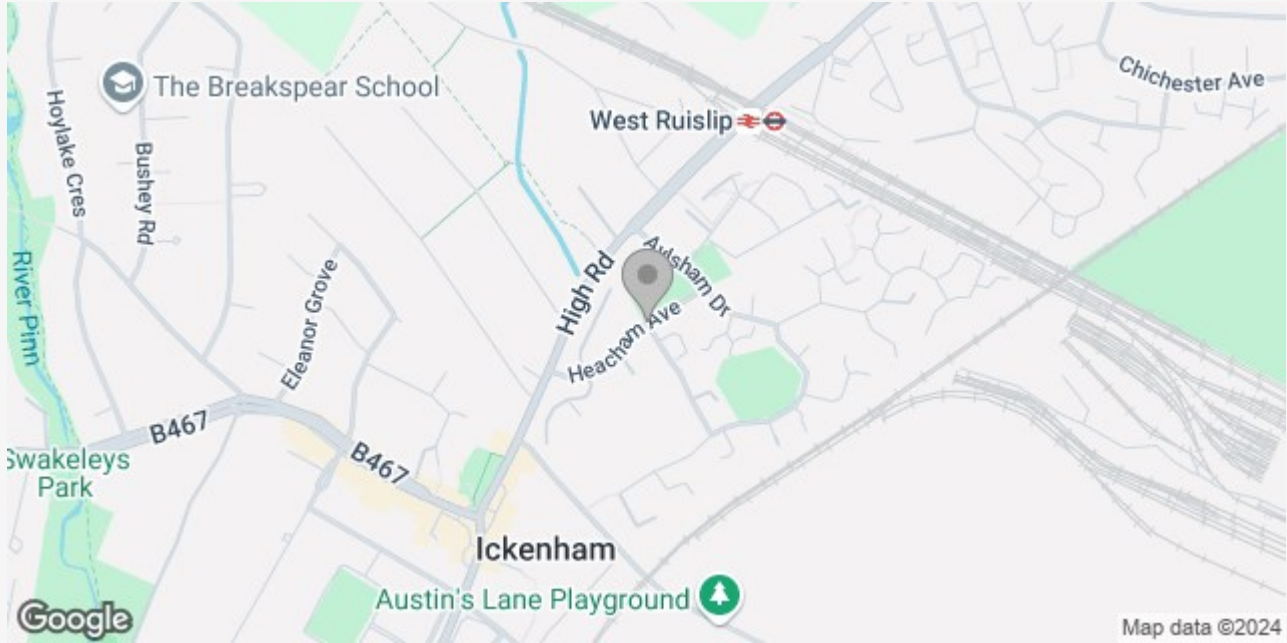 The Breakspear School
Chichester Ave
West Ruislip
Hoylake Cres
Bushey Rd
River Pinn
Eleanor Grove
High Rd
Aylsham Dr
Heacham Ave
B467
B467
Swakeleys
Park
Ickenham
Austin's Lane Playground
Google
Map data ©2024